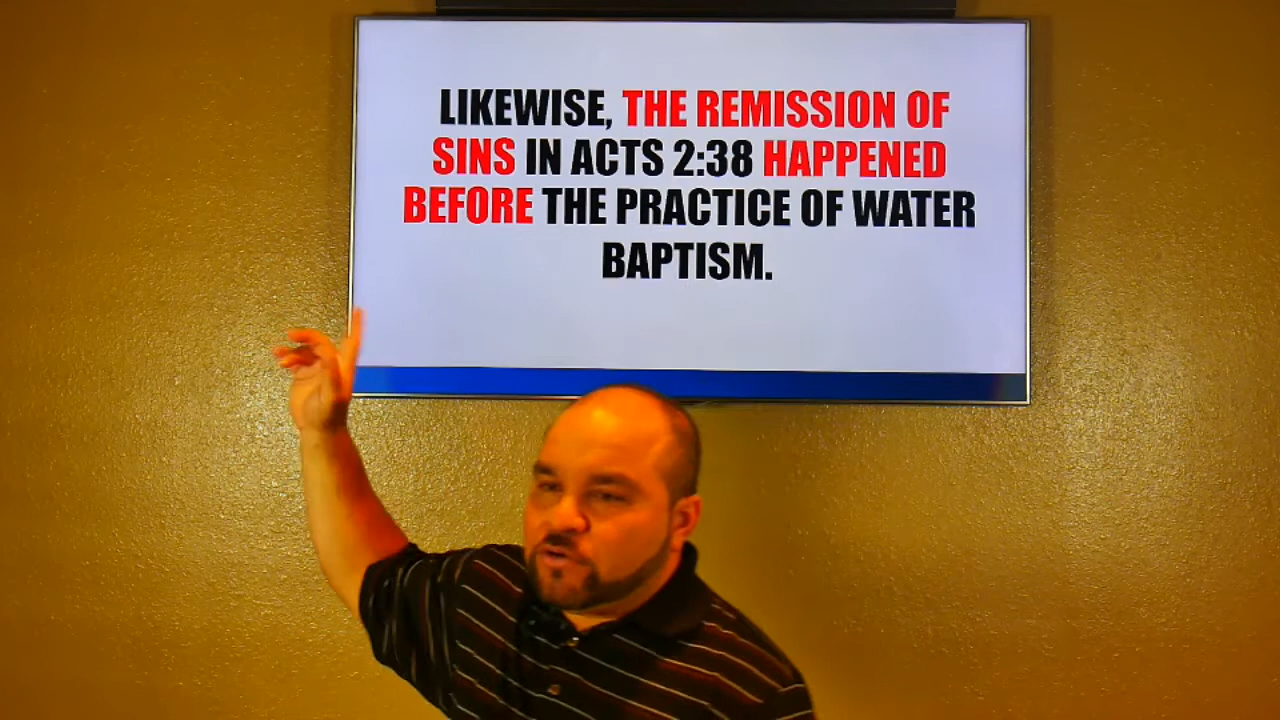 LIKEWISE, THE REMISSION OF
SINS IN ACTS 2:38 HAPPENED
BEFORE THE PRACTICE OF WATER
BAPTISM.